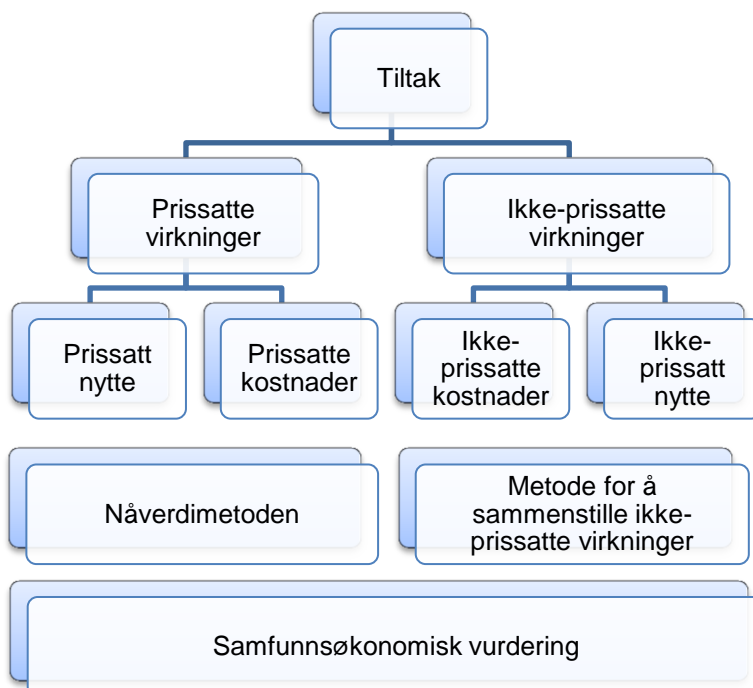 Tiltak
Prissatte
virkninger
Ikke-prissatte
virkninger
Prissatt
nytte
Prissatte
kostnader
Ikke-
prissatte
kostnader
Ikke-
prissatt
nytte
Nåverdimetoden
Metode for å
sammenstille ikke-
prissatte virkninger
Samfunnsøkonomisk vurdering